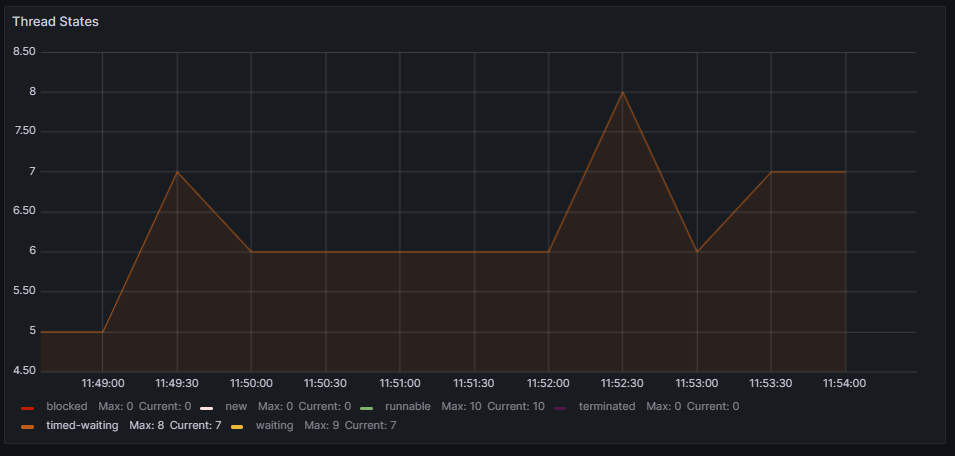 Thread States
8.50
8
7.50
7
6.50
6
5.50
5
4.50
11:49:00 11:49:30 11:50:00 11:50:30 11:51:00 11:51:30 11:52:00 11:52:30 11:53:00 11:53:30 11:54:00
blocked Max: 0 Current: 0 new Max: 0 Current: 0 runnable Max: 10 Current: 10 terminated Max: 0 Current: 0
timed-waiting Max: 8 Current: 7 waiting Max: 9 Current: 7